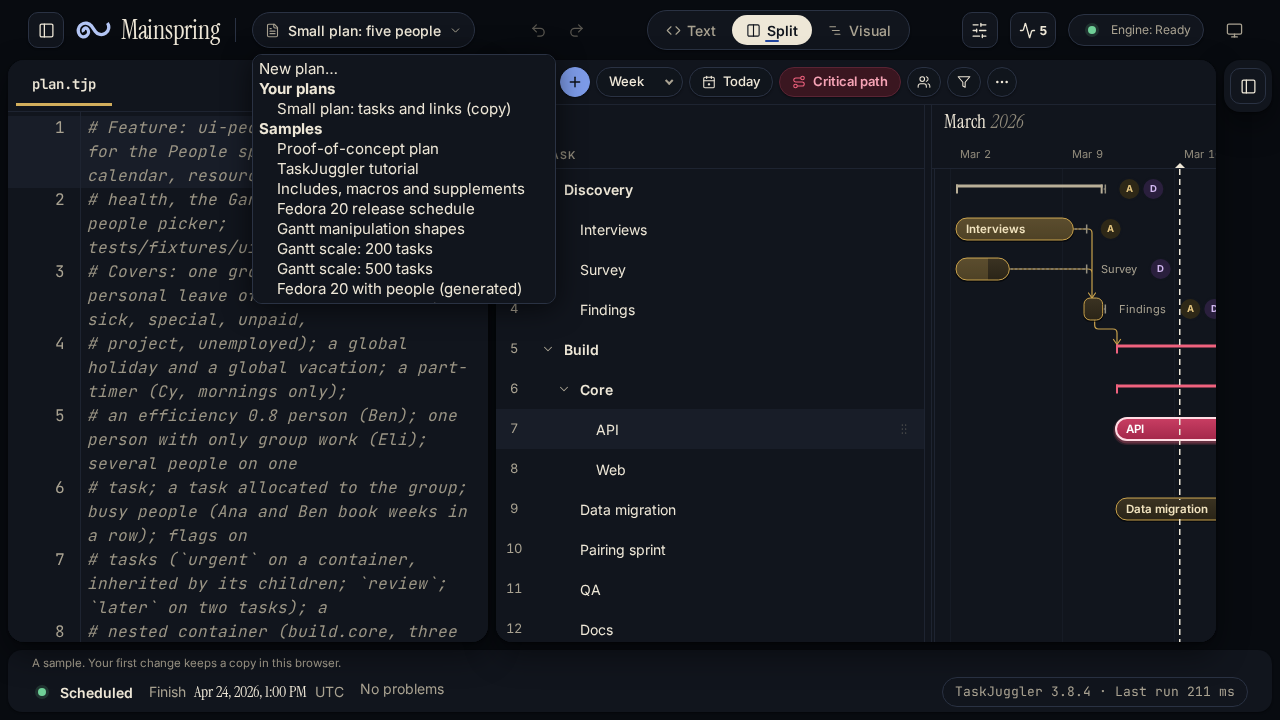 Mainspring
Small plan: five people
Text
Split
Visual
5
Engine: Ready
New plan...
Your plans
Small plan: tasks and links (copy)
Samples
Proof-of-concept plan
TaskJuggler tutorial
Includes, macros and supplements
Fedora 20 release schedule
Gantt manipulation shapes
Gantt scale: 200 tasks
Gantt scale: 500 tasks
Fedora 20 with people (generated)
plan.tjp
1 # Feature:
for the People
calendar,
2 # health, the
people picker;
3 # Covers: one
personal leave
sick, special, unpaid,
4 # project, unemployed); a global
holiday and a global vacation; a part-
timer (Cy, mornings only);
5 # an efficiency 0.8 person (Ben); one
person with only group work (Eli);
several people on one
6 # task; a task allocated to the group;
busy people (Ana and Ben book weeks in
a row); flags on
7 # tasks (`urgent` on a container,
inherited by its children; `review`;
`later` on two tasks); a
8 # nested container (build.core, three
Week
Today
Critical path
March 2026
Mar 2
Mar 9
Mar 1
Discovery
A D
Interviews
Interviews
A
Survey
Survey
D
4 Findings
Findings
A D
5 Build
6 Core
7 API
API
8 Web
9 Data migration
Data migration
10 Pairing sprint
11 QA
12 Docs
A sample. Your first change keeps a copy in this browser.
Scheduled
Finish Apr 24, 2026, 1:00 PM UTC
No problems
TaskJuggler 3.8.4 · Last run 211 ms